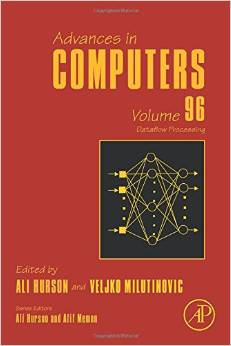 Advances in
COMPUTERS
Volume 96
Dataflow Processing
Edited by
ALI HURSON and VELJKO MILUTINOVIC
Series Editors
Ali Hurson and Atif Memon
AP